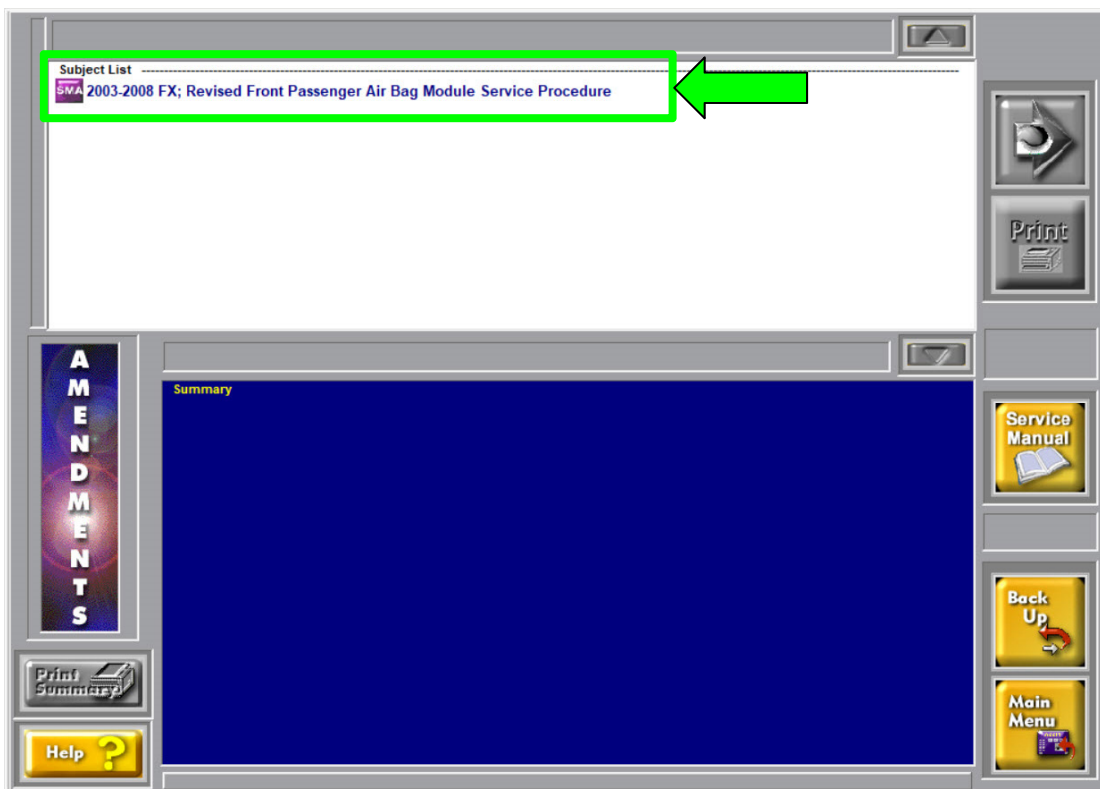 Subject List
SMA 2003-2008 FX; Revised Front Passenger Air Bag Module Service Procedure
Print
AMENDMENTS
Summary
Service
Manual
Back
Up
Print
Summary
Main
Menu
Help ?